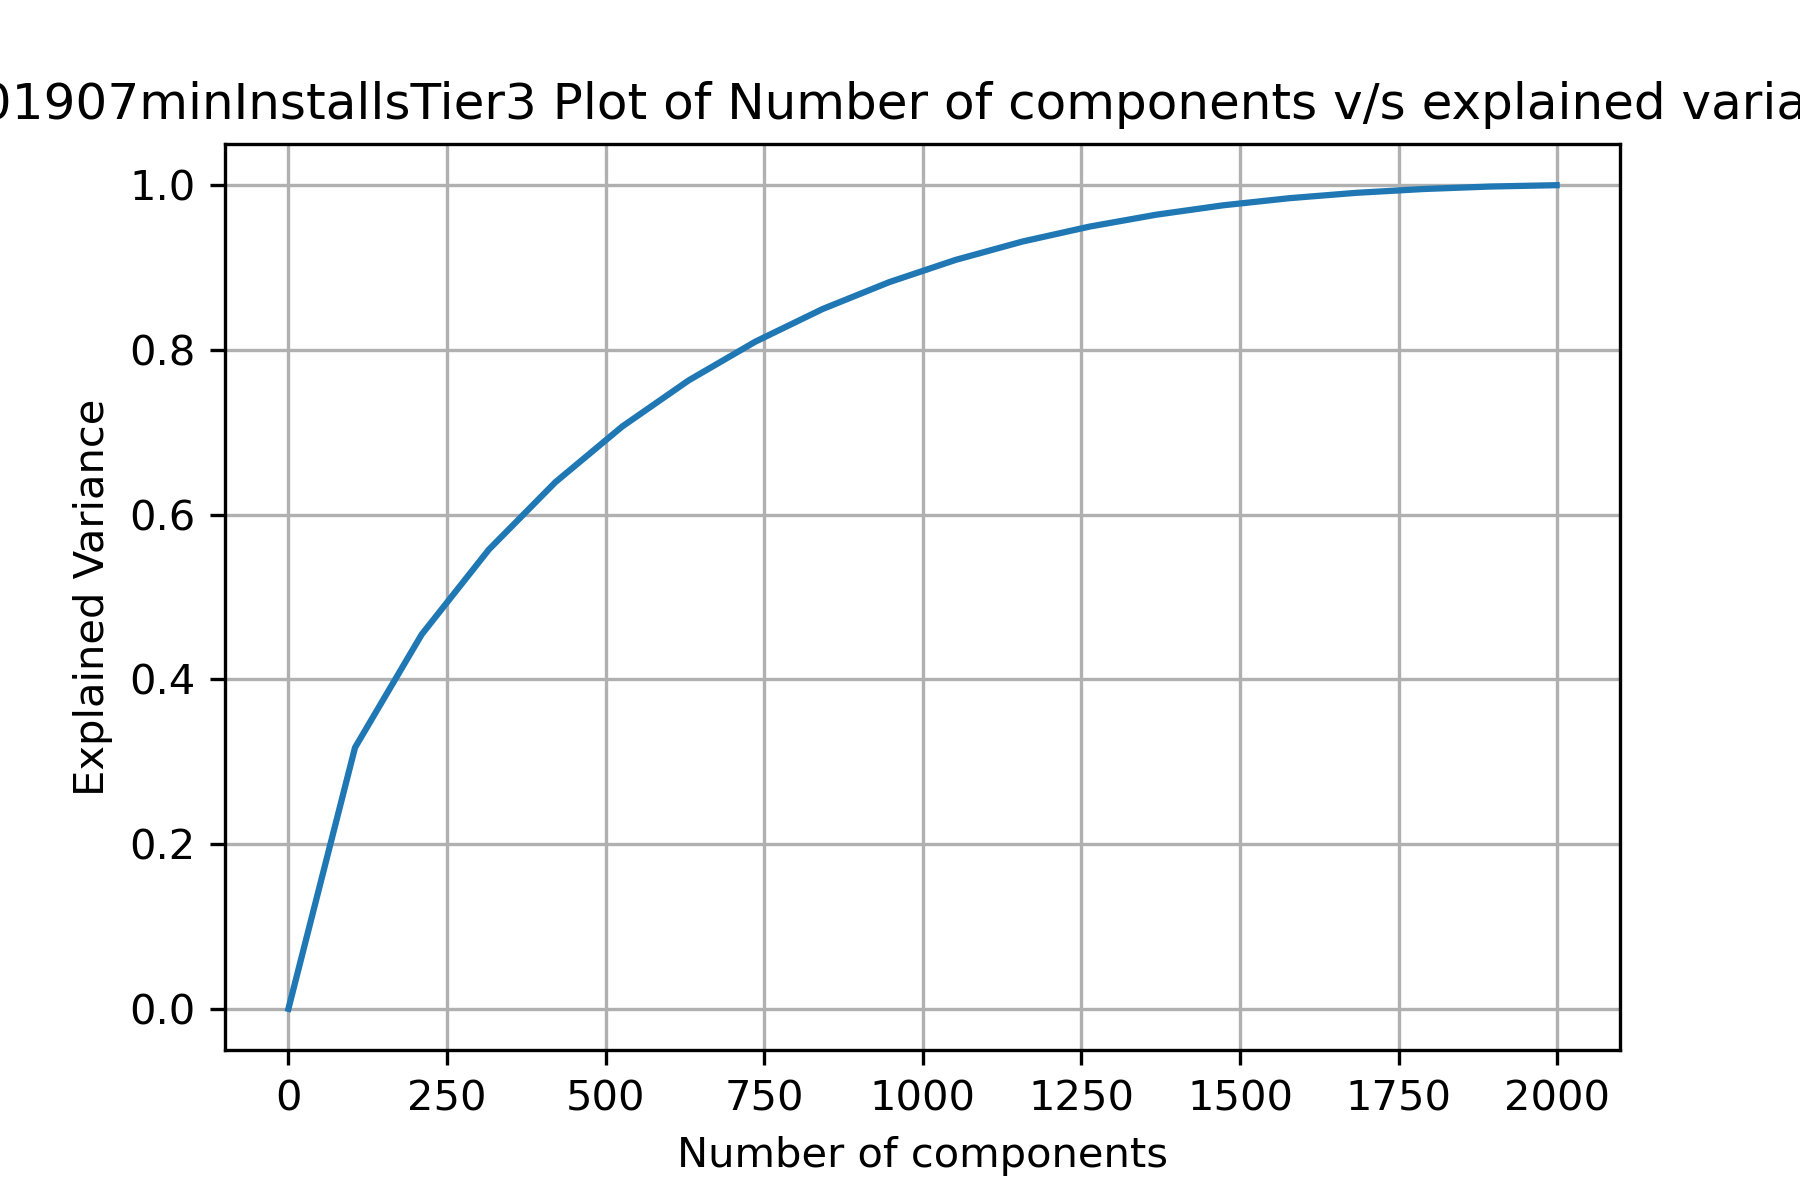 01907minInstallsTier3 Plot of Number of components v/s explained varia
1.0
0.8
0.6
0.4
0.2
0.0
Explained Variance
0 250 500 750 1000 1250 1500 1750 2000
Number of components